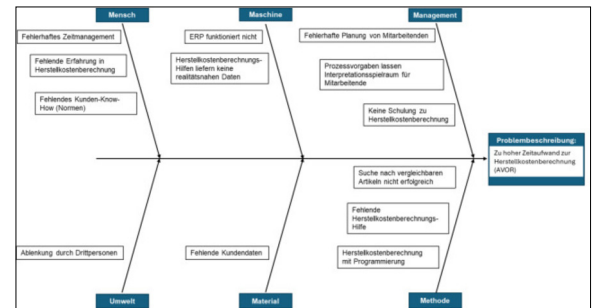 Mensch
Maschine
Management
Fehlerhaftes Zeitmanagement
Fehlende Erfahrung in
Herstellkostenberechnung
Fehlendes Kunden-Know-
How (Normen)
ERP funktioniert nicht
Herstellkostenberechnungs-
Hilfen liefern keine
realitätsnahen Daten
Fehlerhafte Planung von Mitarbeitenden
Prozessvorgaben lassen
Interpretationsspielraum für
Mitarbeitende
Keine Schulung zu
Herstellkostenberechnung
Problembeschreibung:
Zu hoher Zeitaufwand zur
Herstellkostenberechnung
(AVOR)
Suche nach vergleichbaren
Artikeln nicht erfolgreich
Fehlende
Herstellkostenberechnungs-
Hilfe
Herstellkostenberechnung
mit Programmierung
Ablenkung durch Drittpersonen
Fehlende Kundendaten
Umwelt
Material
Methode